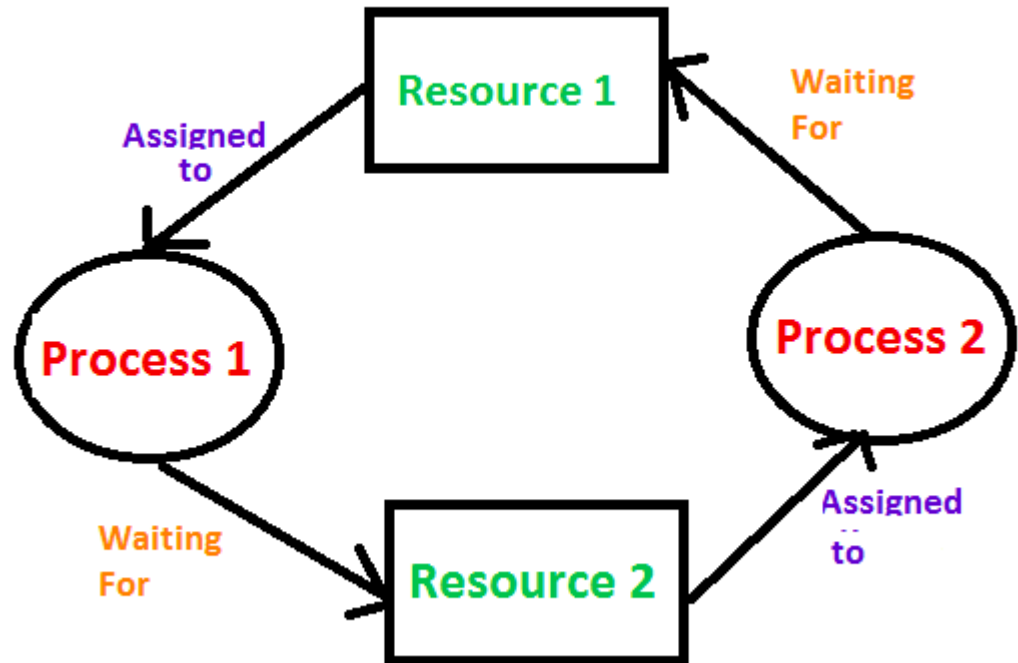 Resource 1
Waiting
For
Assigned
to
Process 1
Process 2
Waiting
For
Resource 2
Assigned
to